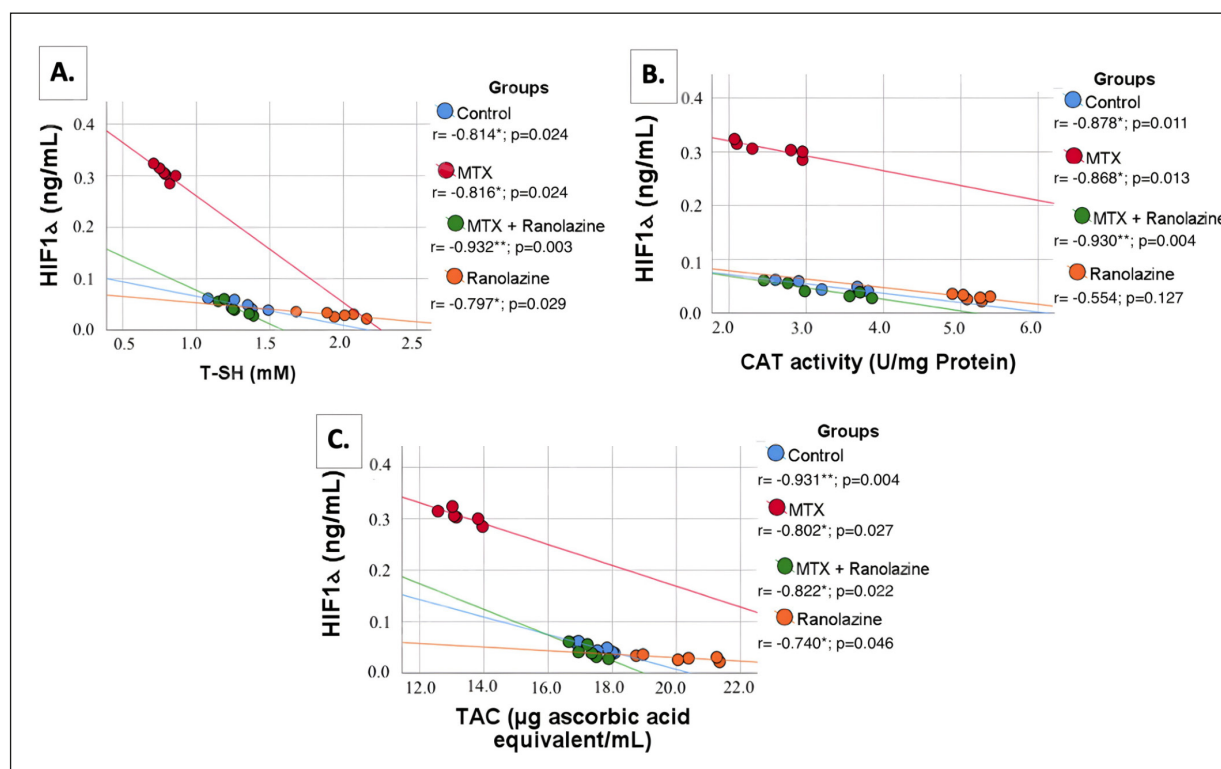 A.
HIF1α (ng/mL)
0.4
0.3
0.2
0.1
0.0
0.5 1.0 1.5 2.0 2.5
T-SH (mM)
Groups
Control
r= -0.814*; p=0.024
MTX
r= -0.816*; p=0.024
MTX + Ranolazine
r= -0.932**; p=0.003
Ranolazine
r= -0.797*; p=0.029
B.
HIF1α (ng/mL)
0.4
0.3
0.2
0.1
0.0
2.0 3.0 4.0 5.0 6.0
CAT activity (U/mg Protein)
Groups
Control
r= -0.878*; p=0.011
MTX
r= -0.868*; p=0.013
MTX + Ranolazine
r= -0.930**; p=0.004
Ranolazine
r= -0.554; p=0.127
C.
HIF1α (ng/mL)
0.4
0.3
0.2
0.1
0.0
12.0 14.0 16.0 18.0 20.0 22.0
TAC (µg ascorbic acid
equivalent/mL)
Groups
Control
r= -0.931**; p=0.004
MTX
r= -0.802*; p=0.027
MTX + Ranolazine
r= -0.822*; p=0.022
Ranolazine
r= -0.740*; p=0.046